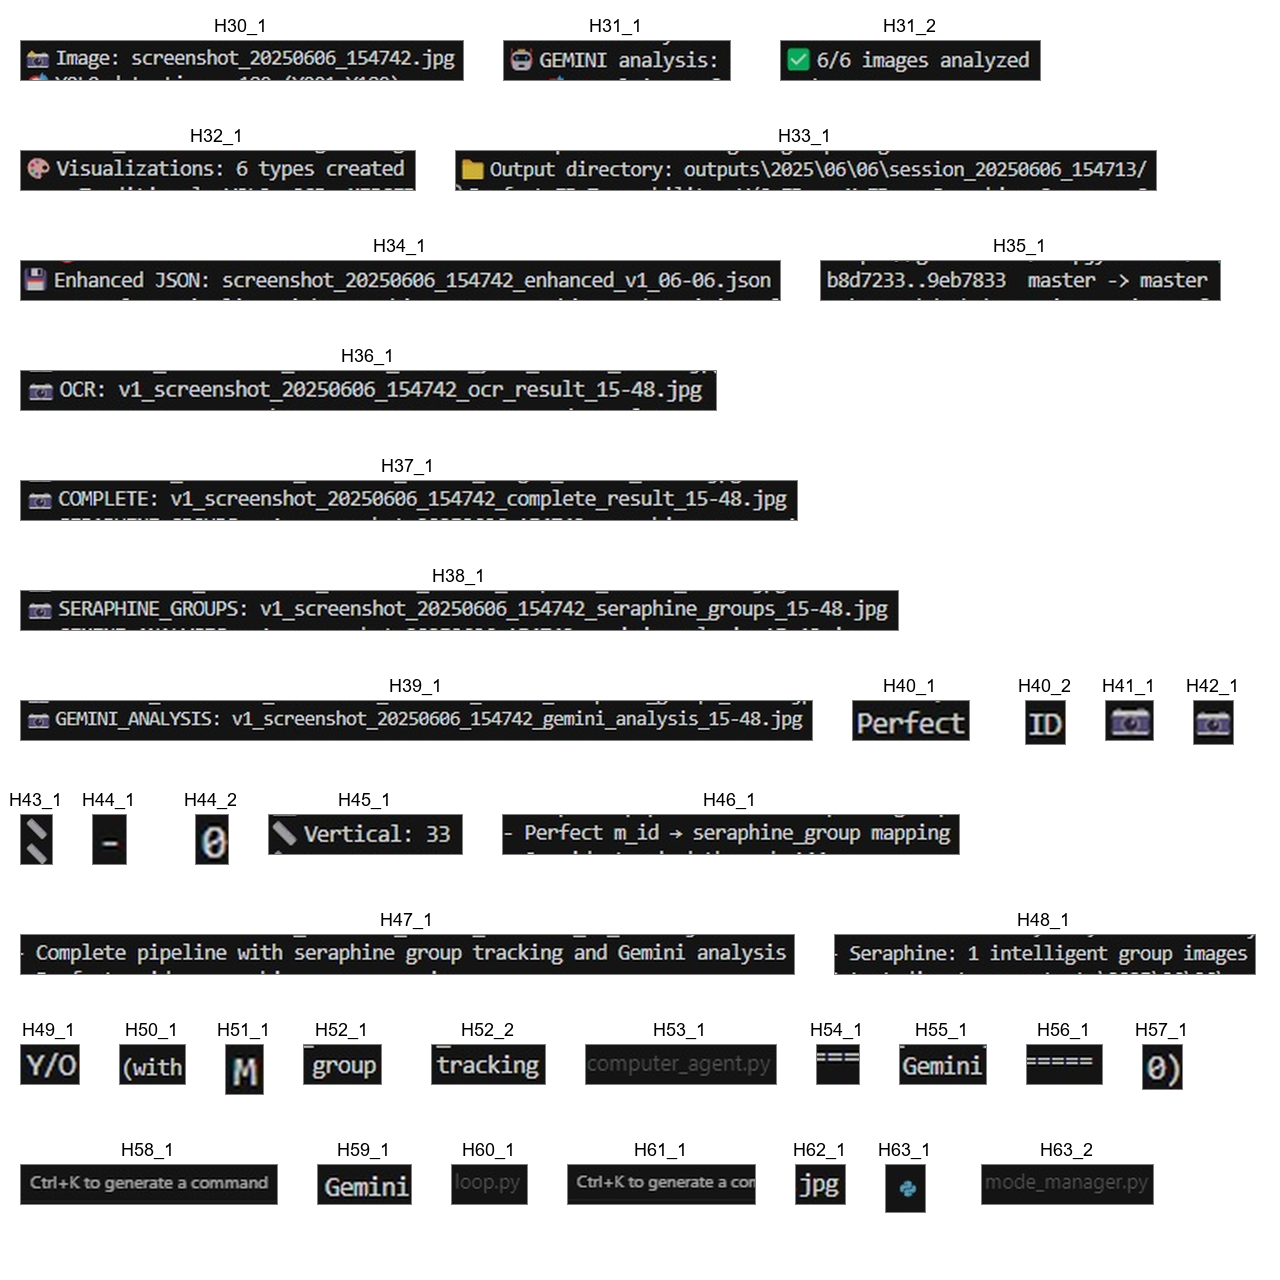 H30_1 H31_1 H31_2
Image: screenshot_20250606_154742.jpg GEMINI analysis: 6/6 images analyzed
H32_1 H33_1
Visualizations: 6 types created Output directory: outputs\2025\06\06\session_20250606_154713/
H34_1 H35_1
Enhanced JSON: screenshot_20250606_154742_enhanced_v1_06-06.json b8d7233..9eb7833 master -> master
H36_1
OCR: v1_screenshot_20250606_154742_ocr_result_15-48.jpg
H37_1
COMPLETE: v1_screenshot_20250606_154742_complete_result_15-48.jpg
H38_1
SERAPHINE_GROUPS: v1_screenshot_20250606_154742_seraphine_groups_15-48.jpg
H39_1 H40_1 H40_2 H41_1 H42_1
GEMINI_ANALYSIS: v1_screenshot_20250606_154742_gemini_analysis_15-48.jpg Perfect ID
H43_1 H44_1 H44_2 H45_1 H46_1
- 0 Vertical: 33 - Perfect m_id → seraphine_group mapping
H47_1 H48_1
- Complete pipeline with seraphine group tracking and Gemini analysis - Seraphine: 1 intelligent group images
H49_1 H50_1 H51_1 H52_1 H52_2 H53_1 H54_1 H55_1 H56_1 H57_1
Y/O (with M group tracking computer_agent.py === Gemini ===== 0)
H58_1 H59_1 H60_1 H61_1 H62_1 H63_1 H63_2
Ctrl+K to generate a command Gemini loop.py Ctrl+K to generate a com jpg mode_manager.py